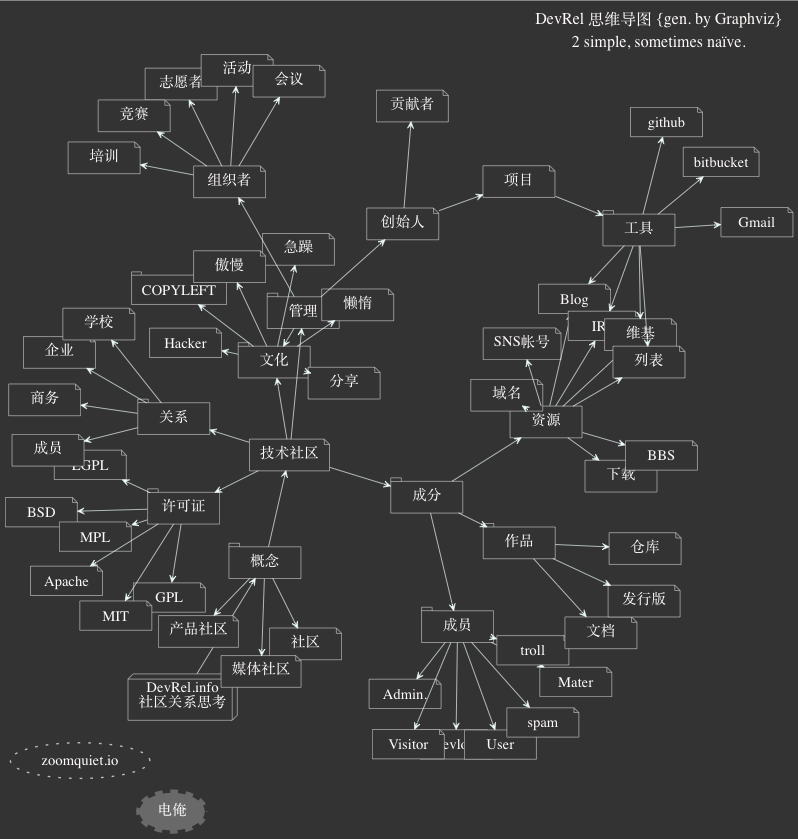 DevRel 思维导图 {gen. by Graphviz}
2 simple, sometimes naïve.
活动
会议
志愿者
竞赛
培训
组织者
贡献者
创始人
项目
github
bitbucket
Gmail
工具
急躁
傲慢
COPYLEFT
管理
懒惰
Hacker
文化
分享
Blog
IR
维基
SNS帐号
列表
域名
资源
BBS
下载
学校
企业
商务
关系
成员
LGPL
技术社区
成分
BSD
许可证
MPL
作品
仓库
Apache
GPL
MIT
概念
产品社区
社区
媒体社区
DevRel.info
社区关系思考
发行版
文档
成员
troll
Mater
Admin.
spam
Visitor
User
zoomquiet.io
电俺